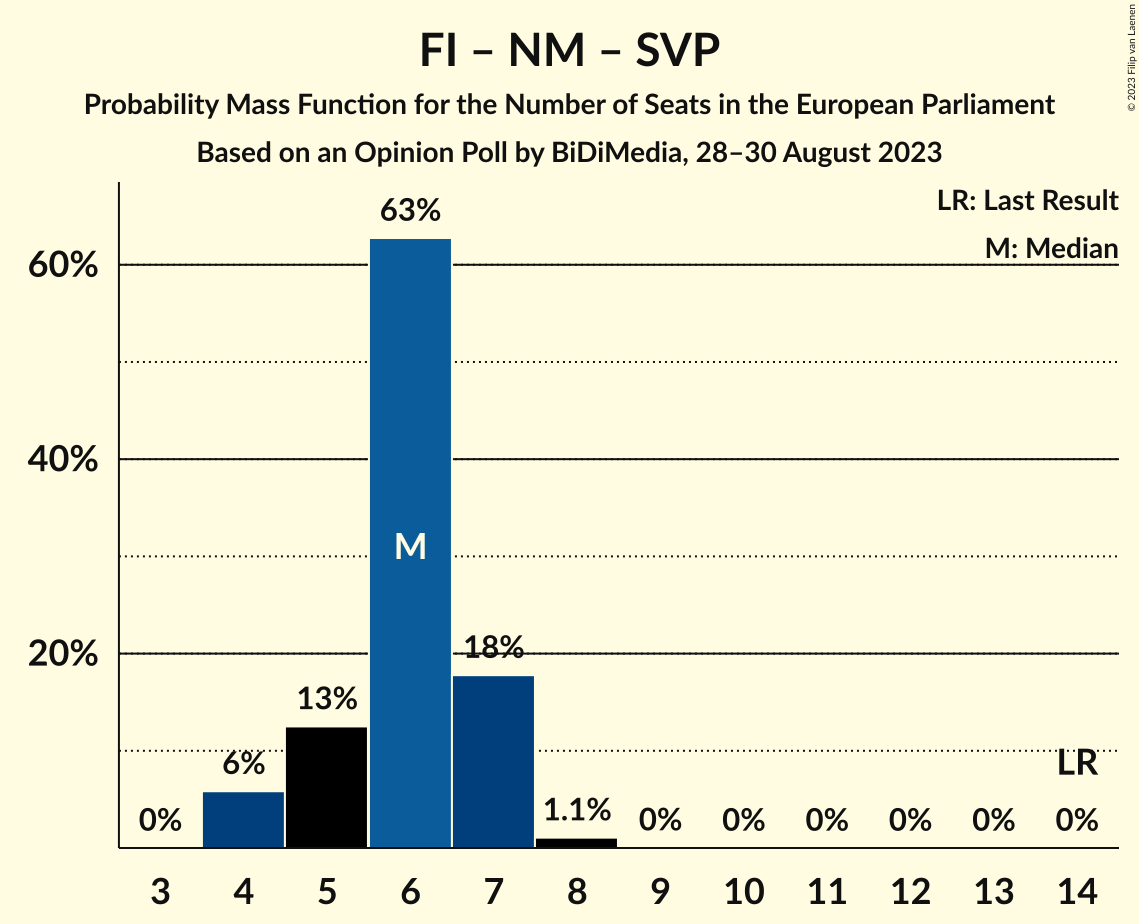 FI – NM – SVP
Probability Mass Function for the Number of Seats in the European Parliament
Based on an Opinion Poll by BiDiMedia, 28–30 August 2023
© 2023 Filip van Laenen
LR: Last Result
M: Median
60%
40%
20%
0%
6%
13%
63%
M
18%
1.1%
0%
0%
0%
0%
0%
LR
0%
3 4 5 6 7 8 9 10 11 12 13 14